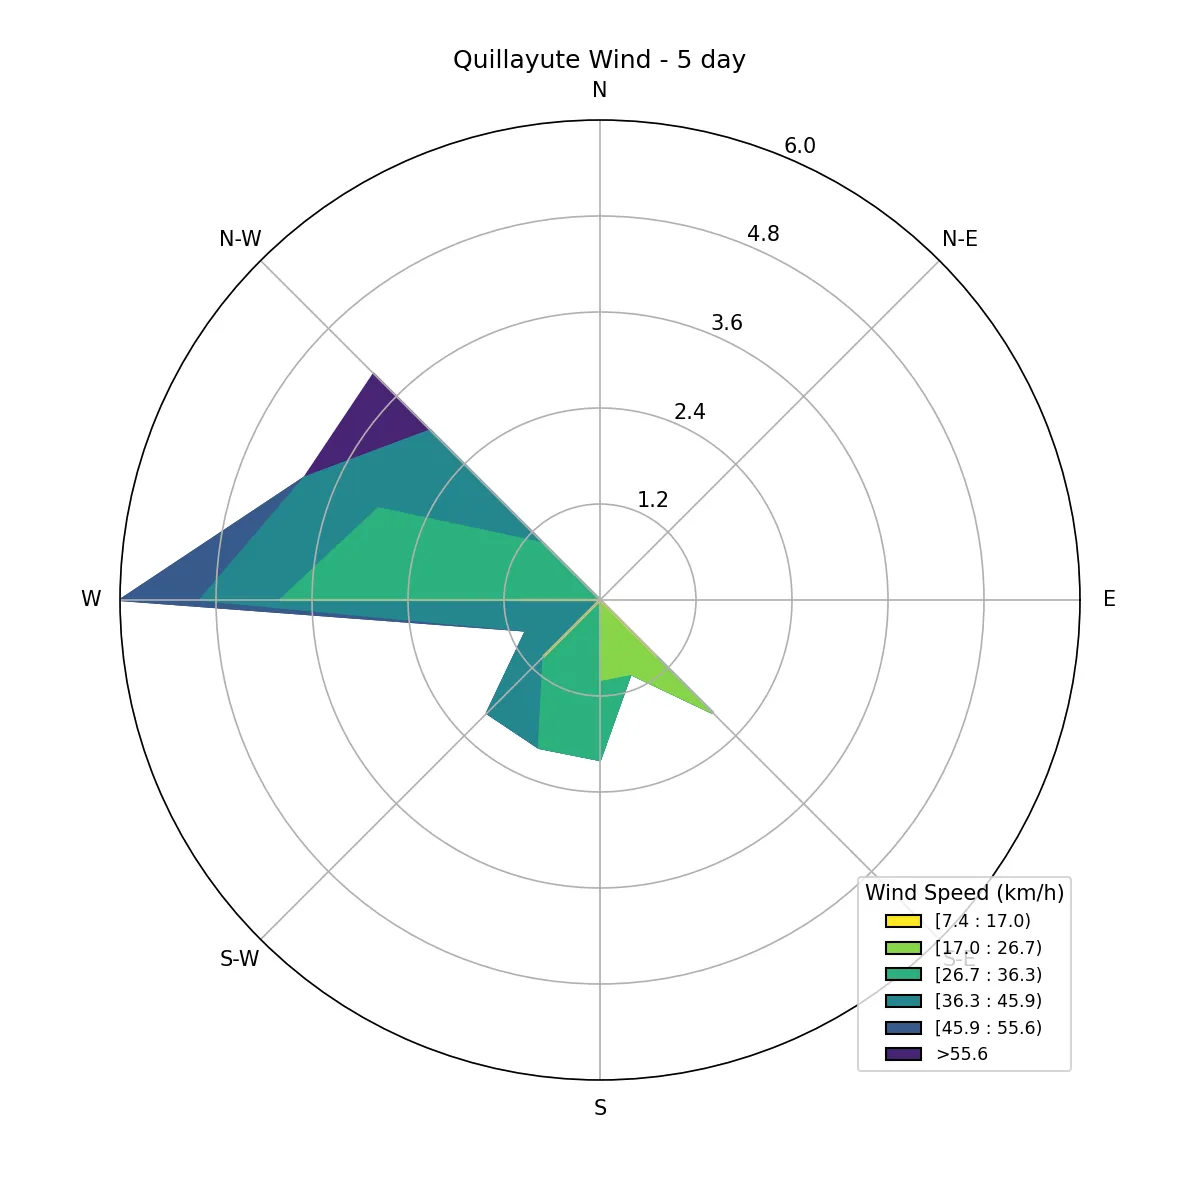 Quillayute Wind - 5 day
N
6.0
N-W
N-E
4.8
3.6
2.4
1.2
W
E
S-W
S-E
Wind Speed (km/h)
[7.4 : 17.0)
[17.0 : 26.7)
[26.7 : 36.3)
[36.3 : 45.9)
[45.9 : 55.6)
>55.6
S